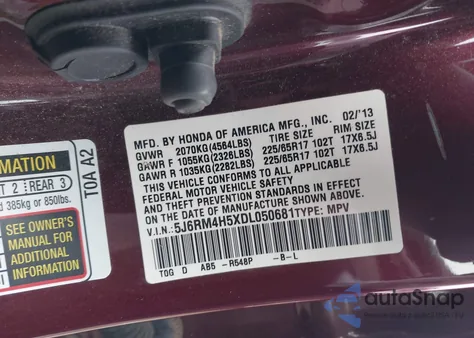 MFD. BY HONDA OF AMERICA MFG., INC. 02/'13
GVWR 2070KG(4564LBS) TIRE SIZE RIM SIZE
GAWR F 1055KG(2326LBS) 225/65R17 102T 17X6.5J
GAWR R 1035KG(2282LBS) 225/65R17 102T 17X6.5J
THIS VEHICLE CONFORMS TO ALL APPLICABLE
FEDERAL MOTOR VEHICLE SAFETY AND
THEFT PREVENTION STANDARDS IN EFFECT ON
THE DATE OF MANUFACTURE SHOWN ABOVE.
V.I.N:5J6RM4H5XDL050681 TYPE: MPV
T0G D AB5 -R548P -B-L
RMATION
T 2 REAR 3
d 385kg or 850lbs.
SEE OWNER'S
MANUAL FOR
ADDITIONAL
INFORMATION
T0A A2
autoSnap